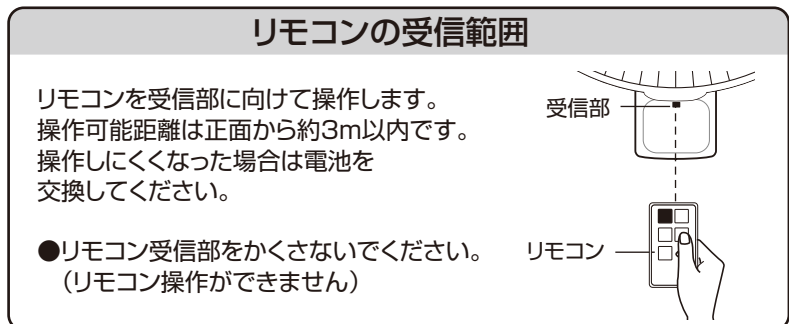 リモコンの受信範囲
リモコンを受信部に向けて操作します。
操作可能距離は正面から約3m以内です。
操作しにくくなった場合は電池を
交換してください。
●リモコン受信部をかくさないでください。
（リモコン操作ができません）
受信部
リモコン